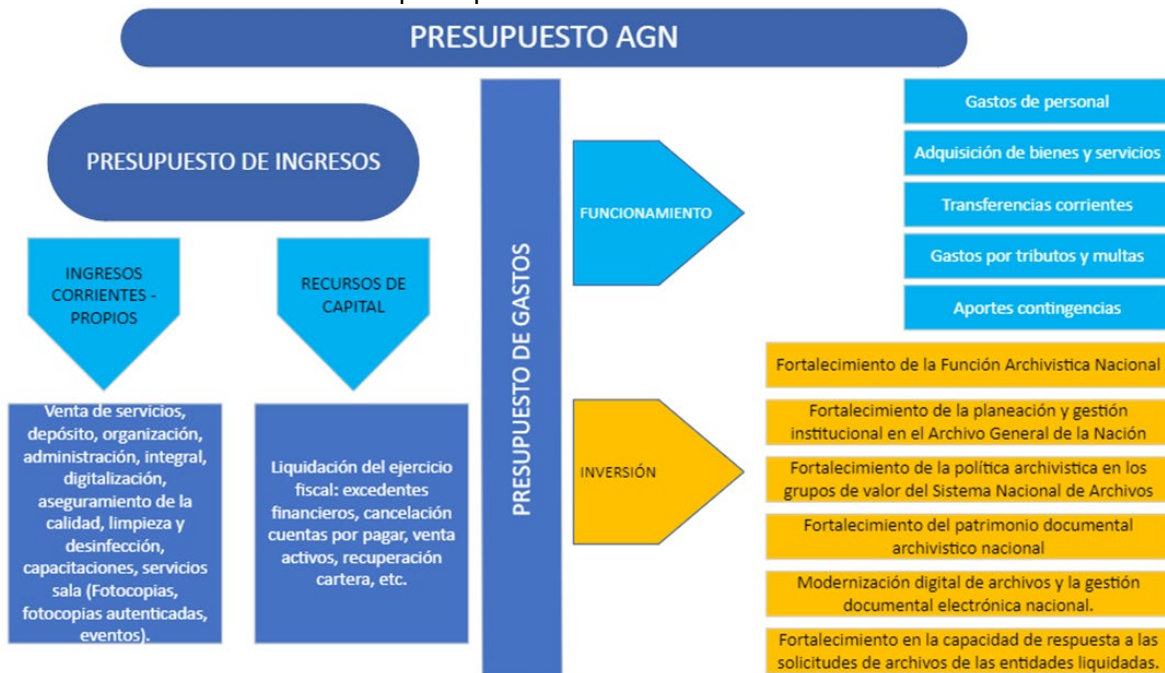 PRESUPUESTO AGN
PRESUPUESTO DE INGRESOS
INGRESOS
CORRIENTES -
PROPIOS
RECURSOS DE
CAPITAL
Venta de servicios,
depósito, organización,
administración, integral,
digitalización,
aseguramiento de la
calidad, limpieza y
desinfección,
capacitaciones, servicios
sala (Fotocopias,
fotocopias autenticadas,
eventos).
Liquidación del ejercicio
fiscal: excedentes
financieros, cancelación
cuentas por pagar, venta
activos, recuperación
cartera, etc.
PRESUPUESTO DE GASTOS
FUNCIONAMIENTO
Gastos de personal
Adquisición de bienes y servicios
Transferencias corrientes
Gastos por tributos y multas
Aportes contingencias
INVERSIÓN
Fortalecimiento de la Función Archivistica Nacional
Fortalecimiento de la planeación y gestión
institucional en el Archivo General de la Nación
Fortalecimiento de la política archivistica en los
grupos de valor del Sistema Nacional de Archivos
Fortalecimiento del patrimonio documental
archivistico nacional
Modernización digital de archivos y la gestión
documental electrónica nacional.
Fortalecimiento en la capacidad de respuesta a las
solicitudes de archivos de las entidades liquidadas.